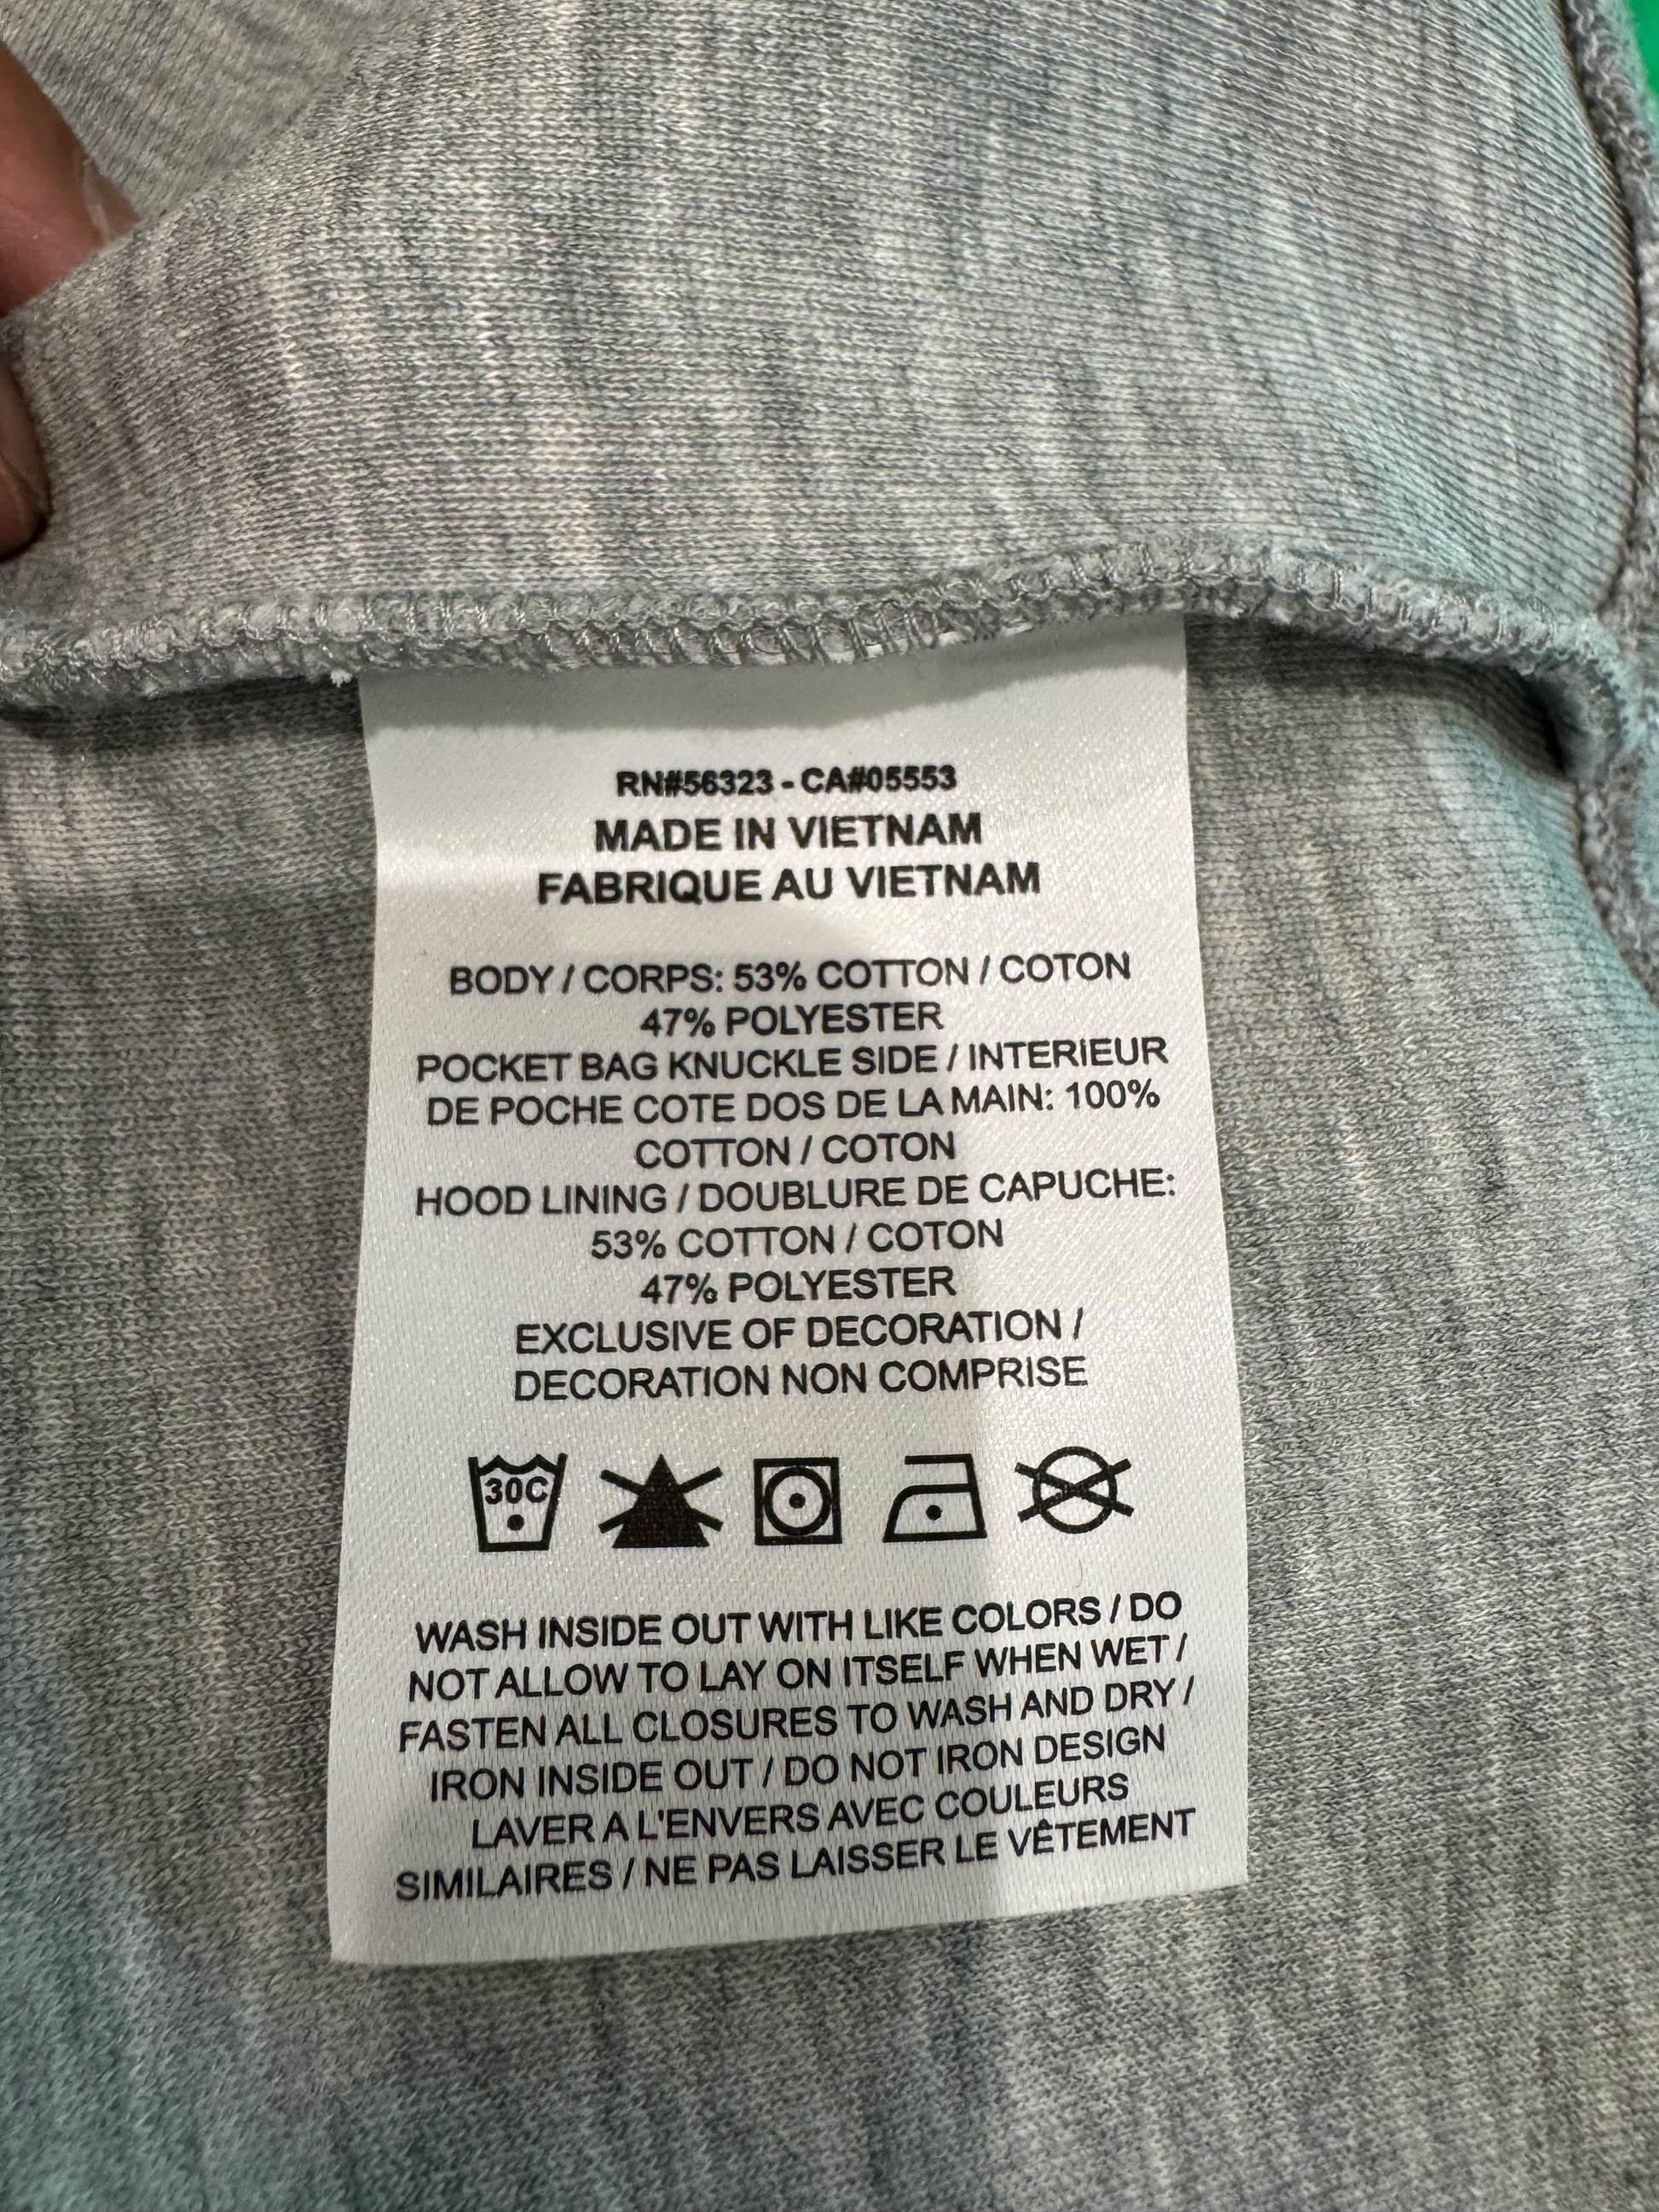 RN#56323 - CA#05553
MADE IN VIETNAM
FABRIQUE AU VIETNAM
BODY / CORPS: 53% COTTON / COTON
47% POLYESTER
POCKET BAG KNUCKLE SIDE / INTERIEUR
DE POCHE COTE DOS DE LA MAIN: 100%
COTTON / COTON
HOOD LINING / DOUBLURE DE CAPUCHE:
53% COTTON / COTON
47% POLYESTER
EXCLUSIVE OF DECORATION /
DECORATION NON COMPRISE
30C
WASH INSIDE OUT WITH LIKE COLORS / DO
NOT ALLOW TO LAY ON ITSELF WHEN WET /
FASTEN ALL CLOSURES TO WASH AND DRY /
IRON INSIDE OUT / DO NOT IRON DESIGN
LAVER A L'ENVERS AVEC COULEURS
SIMILAIRES / NE PAS LAISSER LE VÊTEMENT